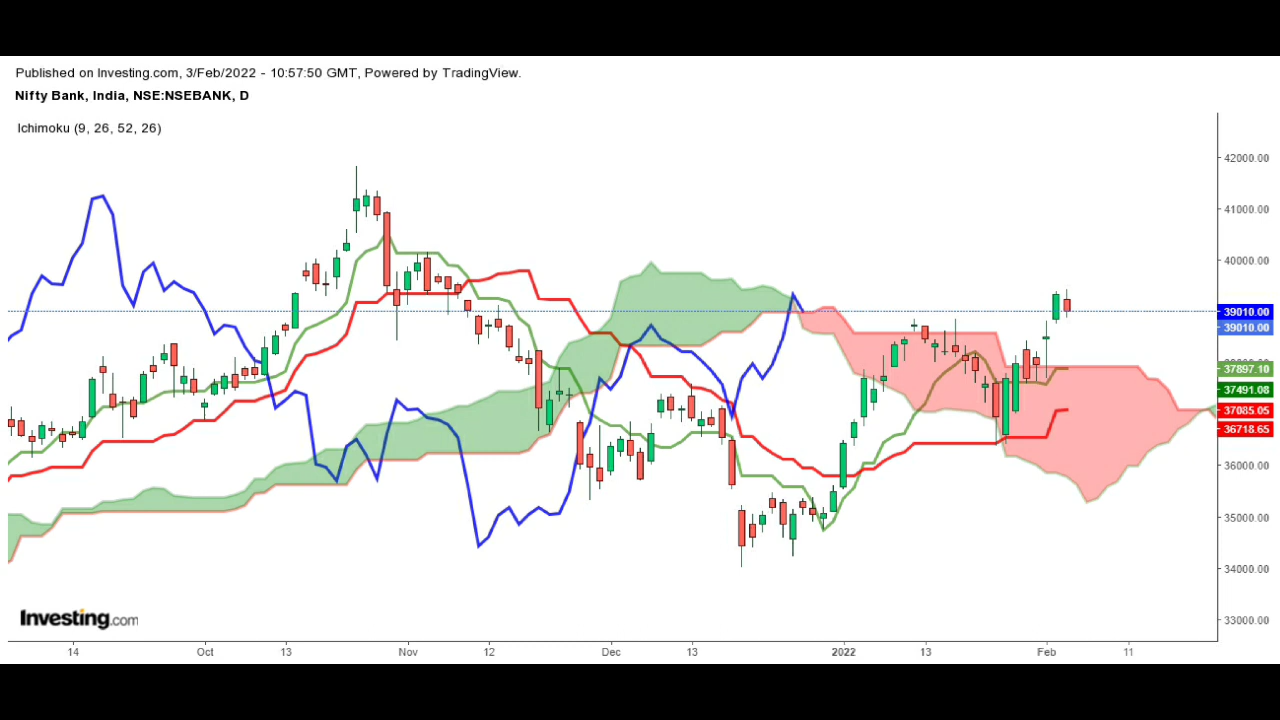 Published on Investing.com, 3/Feb/2022 - 10:57:50 GMT, Powered by TradingView.
Nifty Bank, India, NSE:NSEBANK, D
Ichimoku (9, 26, 52, 26)
42000.00
41000.00
40000.00
39010.00
39010.00
38000.00
37897.10
37491.08
37085.05
36718.65
36000.00
35000.00
34000.00
33000.00
Investing.com
14 Oct 13 Nov 12 Dec 13 2022 13 Feb 11